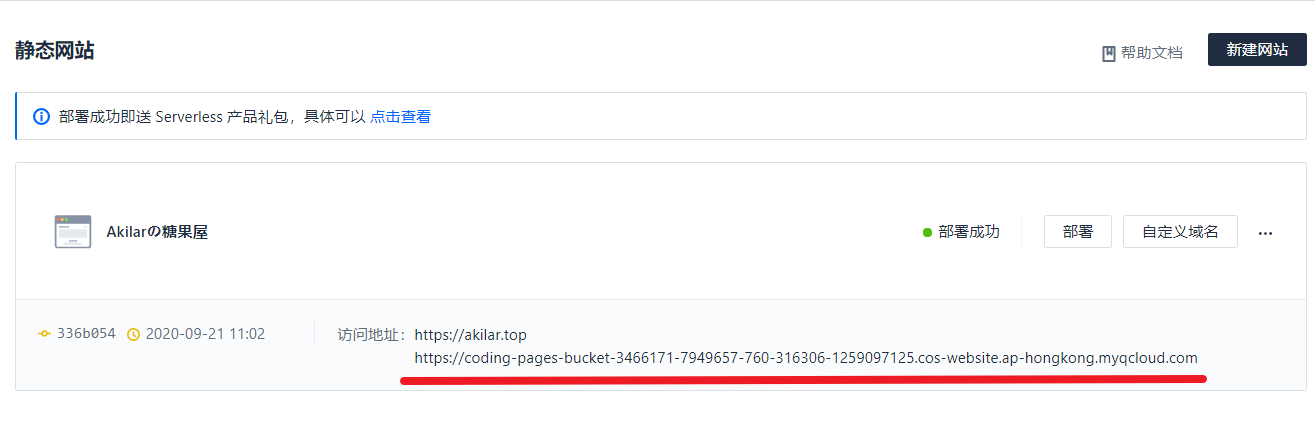 静态网站
帮助文档
新建网站
部署成功即送 Serverless 产品礼包，具体可以 点击查看
Akilarの糖果屋
部署成功
部署
自定义域名
336b054 2020-09-21 11:02
访问地址：https://akilar.top
https://coding-pages-bucket-3466171-7949657-760-316306-1259097125.cos-website.ap-hongkong.myqcloud.com